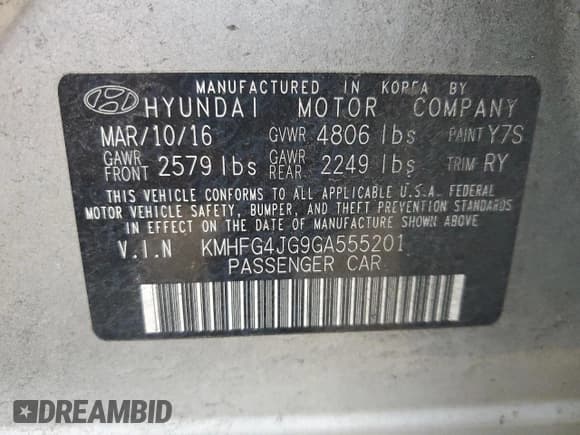 MANUFACTURED IN KOREA BY
HYUNDAI MOTOR COMPANY
MAR/10/16 GVWR 4806 lbs PAINT Y7S
GAWR FRONT 2579 lbs GAWR REAR 2249 lbs TRIM RY
THIS VEHICLE CONFORMS TO ALL APPLICABLE U.S.A. FEDERAL
MOTOR VEHICLE SAFETY, BUMPER, AND THEFT PREVENTION STANDARDS
IN EFFECT ON THE DATE OF MANUFACTURE SHOWN ABOVE.
V.I.N KMHFG4JG9GA555201
PASSENGER CAR
DREAMBID